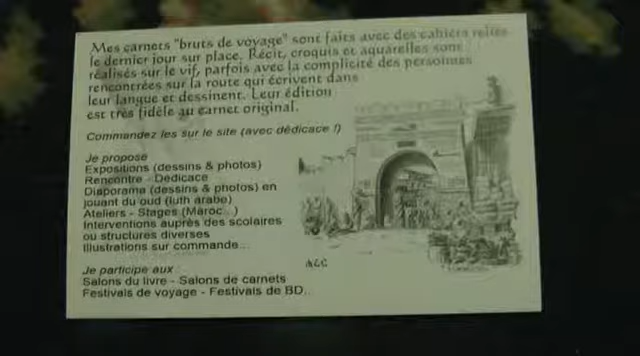 Mes carnets "bruts de voyage" sont faits avec des cahiers reliés
le dernier jour sur place. Récit, croquis et aquarelles sont
réalisés sur le vif, parfois avec la complicité des personnes
rencontrées sur la route qui écrivent dans
leur langue et dessinent. Leur édition
est très fidèle au carnet original.
Commandez les sur le site (avec dédicace !)
Je propose
Expositions (dessins & photos)
Rencontre - Dédicace
Diaporama (dessins & photos) en
jouant du oud (luth arabe)
Ateliers - Stages (Maroc...)
Interventions auprès des scolaires
ou structures diverses
Illustrations sur commande...
Je participe aux
Salons du livre - Salons de carnets
Festivals de voyage - Festivals de BD...